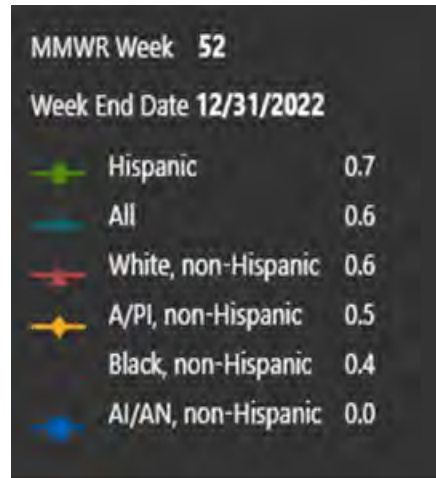 MMWR Week 52
Week End Date 12/31/2022
Hispanic 0.7
All 0.6
White, non-Hispanic 0.6
A/PI, non-Hispanic 0.5
Black, non-Hispanic 0.4
AI/AN, non-Hispanic 0.0